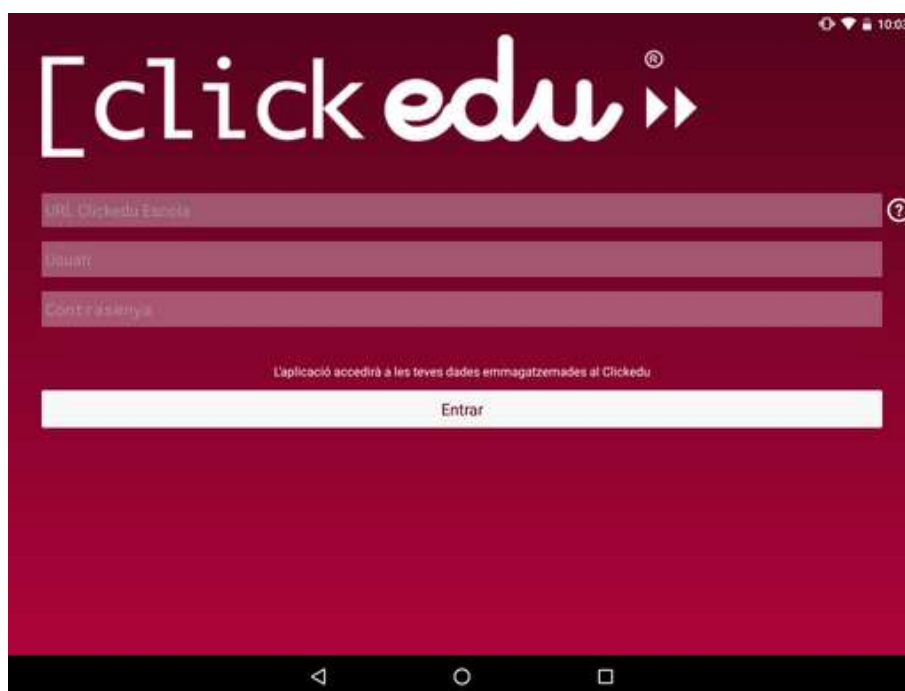 10:03
[click edu ®
URL Clickedu Escola
?
Usuari
Contrasenya
L'aplicació accedirà a les teves dades emmagatzemades al Clickedu
Entrar